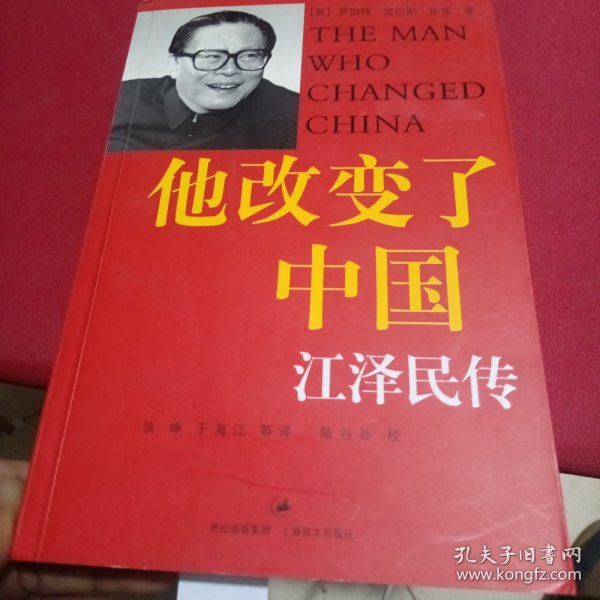 [美] 罗伯特·劳伦斯·库恩 著
THE MAN
WHO
CHANGED
CHINA
他改变了
中国
江泽民传
谈峥 于海江 等译 陆谷孙 校
世纪出版集团 上海译文出版社
孔夫子旧书网
www.kongfz.com